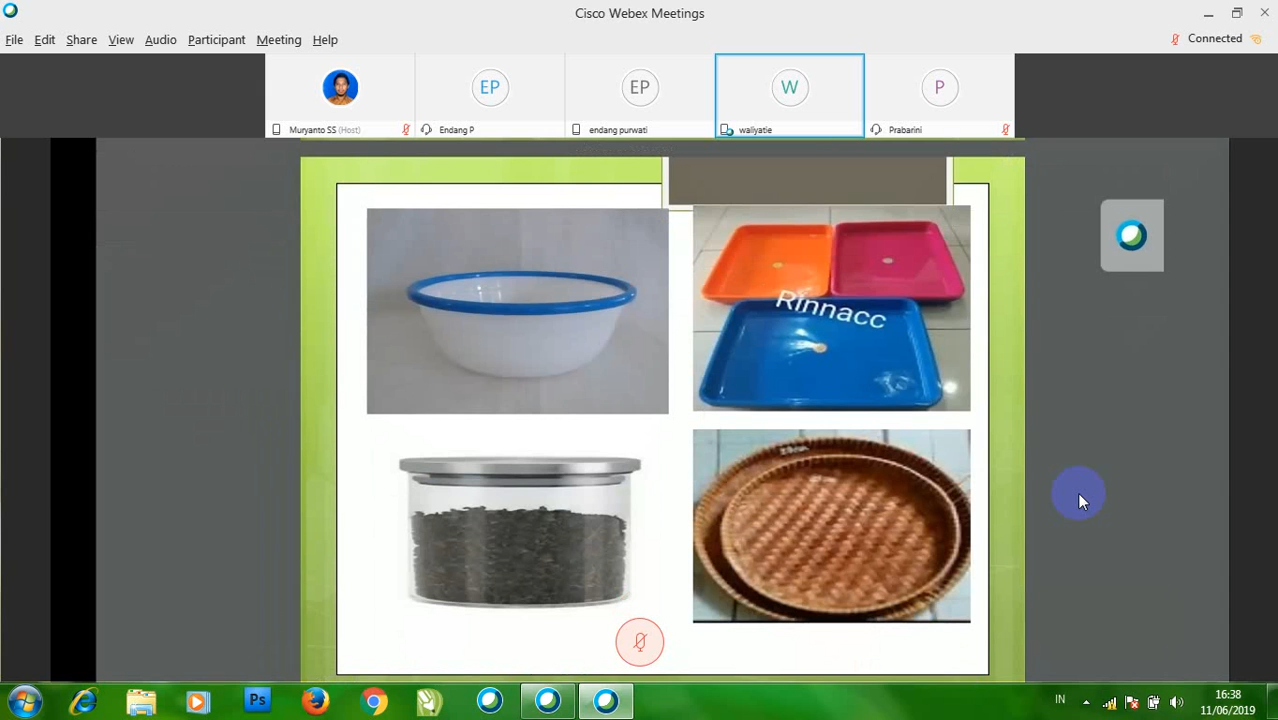 Cisco Webex Meetings
File Edit Share View Audio Participant Meeting Help
Connected
EP EP W P
Muryanto SS (Host) Endang P endang purwati waliyatie Prabarini
Rinnacc
Ps
IN
16:38
11/06/2019